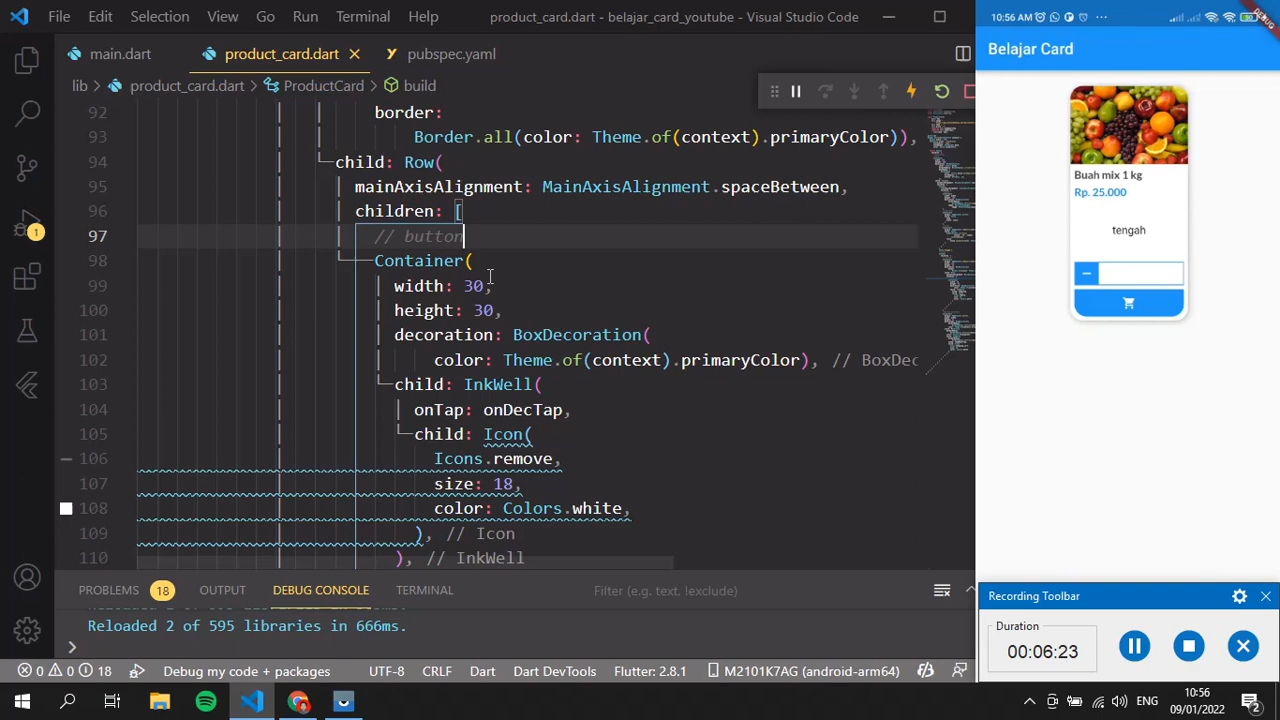 File Edit Selection View Go Run Terminal Help
product_card.dart - belajar_card_youtube - Visual Studio Code
main.dart
product_card.dart
pubspec.yaml
lib > product_card.dart > ProductCard > build
92 border:
93 Border.all(color: Theme.of(context).primaryColor)),
94 child: Row(
95 mainAxisAlignment: MainAxisAlignment.spaceBetween,
96 children: [
97 // button
98 Container(
99 width: 30,
100 height: 30,
101 decoration: BoxDecoration(
102 color: Theme.of(context).primaryColor), // BoxDec
103 child: InkWell(
104 onTap: onDecTap,
105 child: Icon(
106 Icons.remove,
107 size: 18,
108 color: Colors.white,
109 ), // Icon
110 ), // InkWell
1
PROBLEMS 18 OUTPUT DEBUG CONSOLE TERMINAL
Filter (e.g. text, !exclude)
Reloaded 2 of 595 libraries in 666ms.
0 0 18 Debug my code + packages UTF-8 CRLF Dart Dart DevTools Flutter: 2.8.1 M2101K7AG (android-arm64)
10:56 AM
DEBUG
Belajar Card
Buah mix 1 kg
Rp. 25.000
tengah
Recording Toolbar
Duration
00:06:23
ENG
10:56
09/01/2022
2